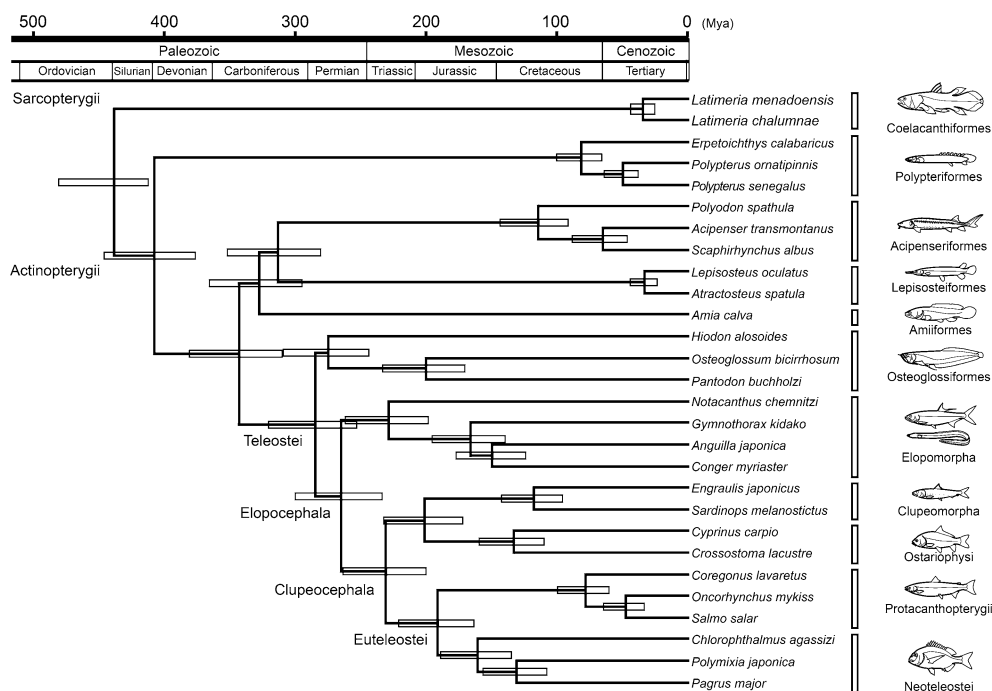 500 400 300 200 100 0 (Mya)
Paleozoic Mesozoic Cenozoic
Ordovician Silurian Devonian Carboniferous Permian Triassic Jurassic Cretaceous Tertiary
Sarcopterygii
Latimeria menadoensis
Latimeria chalumnae
Coelacanthiformes
Erpetoichthys calabaricus
Polypterus ornatipinnis
Polypterus senegalus
Polypteriformes
Polyodon spathula
Acipenser transmontanus
Scaphirhynchus albus
Acipenseriformes
Actinopterygii
Lepisosteus oculatus
Atractosteus spatula
Lepisosteiformes
Amia calva
Amiiformes
Hiodon alosoides
Osteoglossum bicirrhosum
Pantodon buchholzi
Osteoglossiformes
Notacanthus chemnitzi
Gymnothorax kidako
Anguilla japonica
Conger myriaster
Elopomorpha
Teleostei
Engraulis japonicus
Sardinops melanostictus
Clupeomorpha
Elopocephala
Cyprinus carpio
Crossostoma lacustre
Ostariophysi
Clupeocephala
Coregonus lavaretus
Oncorhynchus mykiss
Salmo salar
Protacanthopterygii
Euteleostei
Chlorophthalmus agassizi
Polymixia japonica
Pagrus major
Neoteleostei